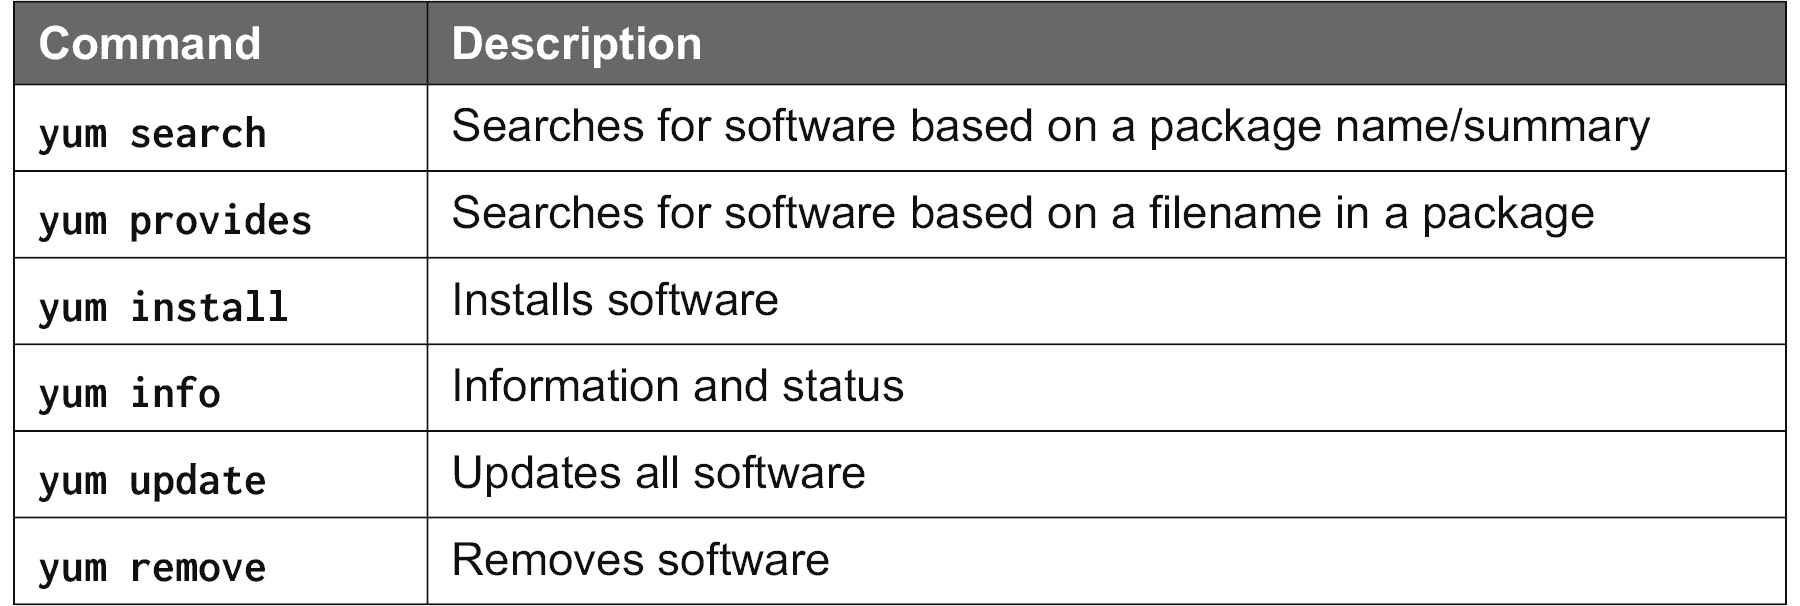 Command Description
yum search Searches for software based on a package name/summary
yum provides Searches for software based on a filename in a package
yum install Installs software
yum info Information and status
yum update Updates all software
yum remove Removes software